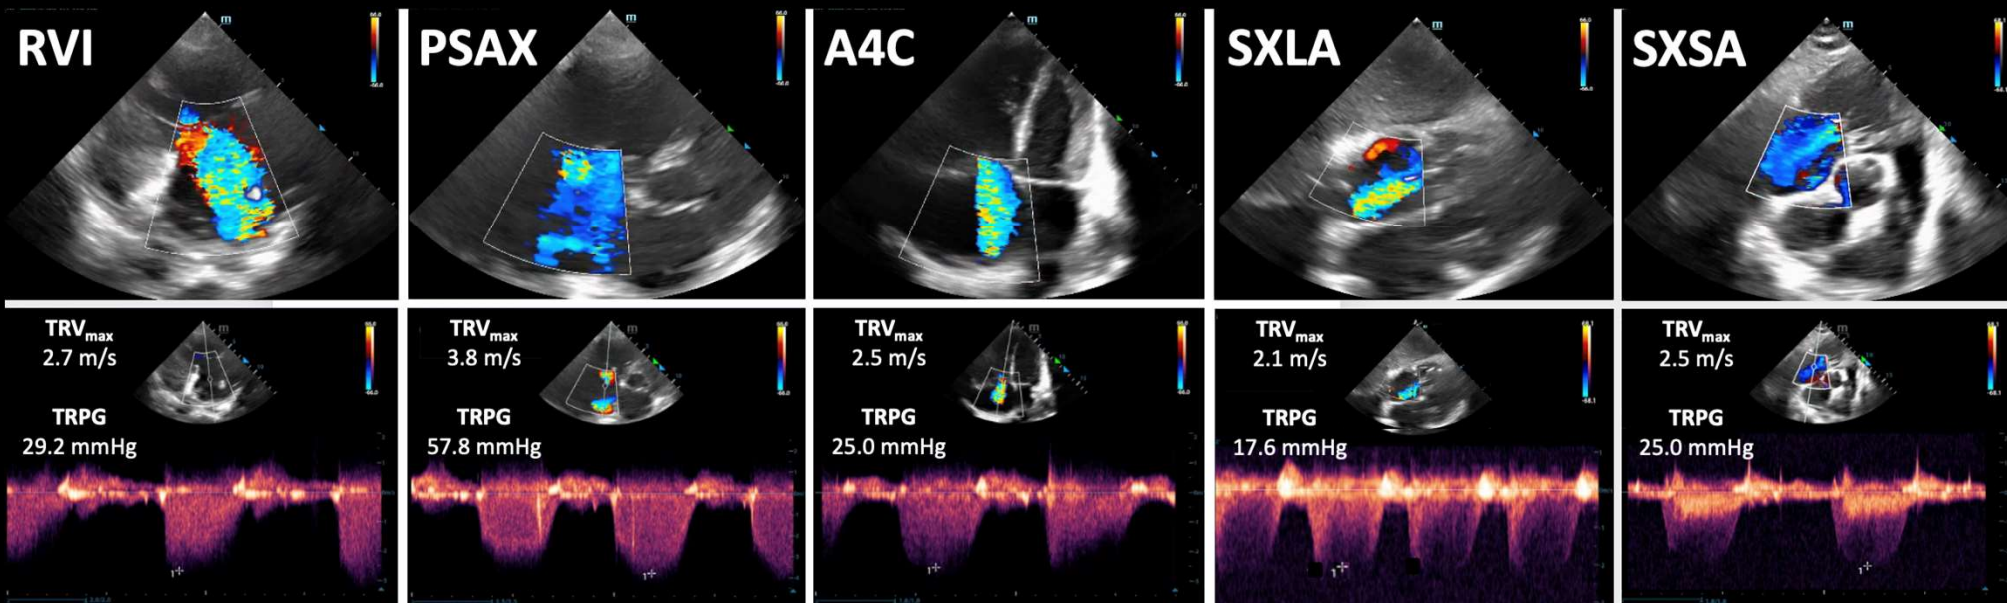 RVI
PSAX
A4C
SXLA
SXSA
TRVmax
2.7 m/s
TRPG
29.2 mmHg
TRVmax
3.8 m/s
TRPG
57.8 mmHg
TRVmax
2.5 m/s
TRPG
25.0 mmHg
TRVmax
2.1 m/s
TRPG
17.6 mmHg
TRVmax
2.5 m/s
TRPG
25.0 mmHg